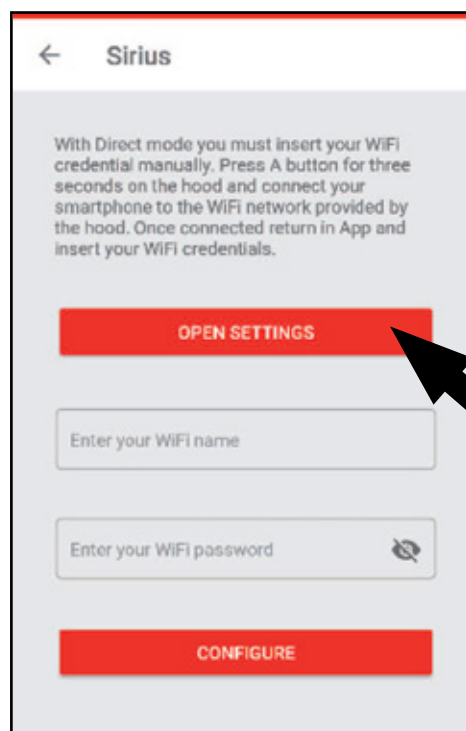 Sirius
With Direct mode you must insert your WiFi
credential manually. Press A button for three
seconds on the hood and connect your
smartphone to the WiFi network provided by
the hood. Once connected return in App and
insert your WiFi credentials.
OPEN SETTINGS
Enter your WiFi name
Enter your WiFi password
CONFIGURE